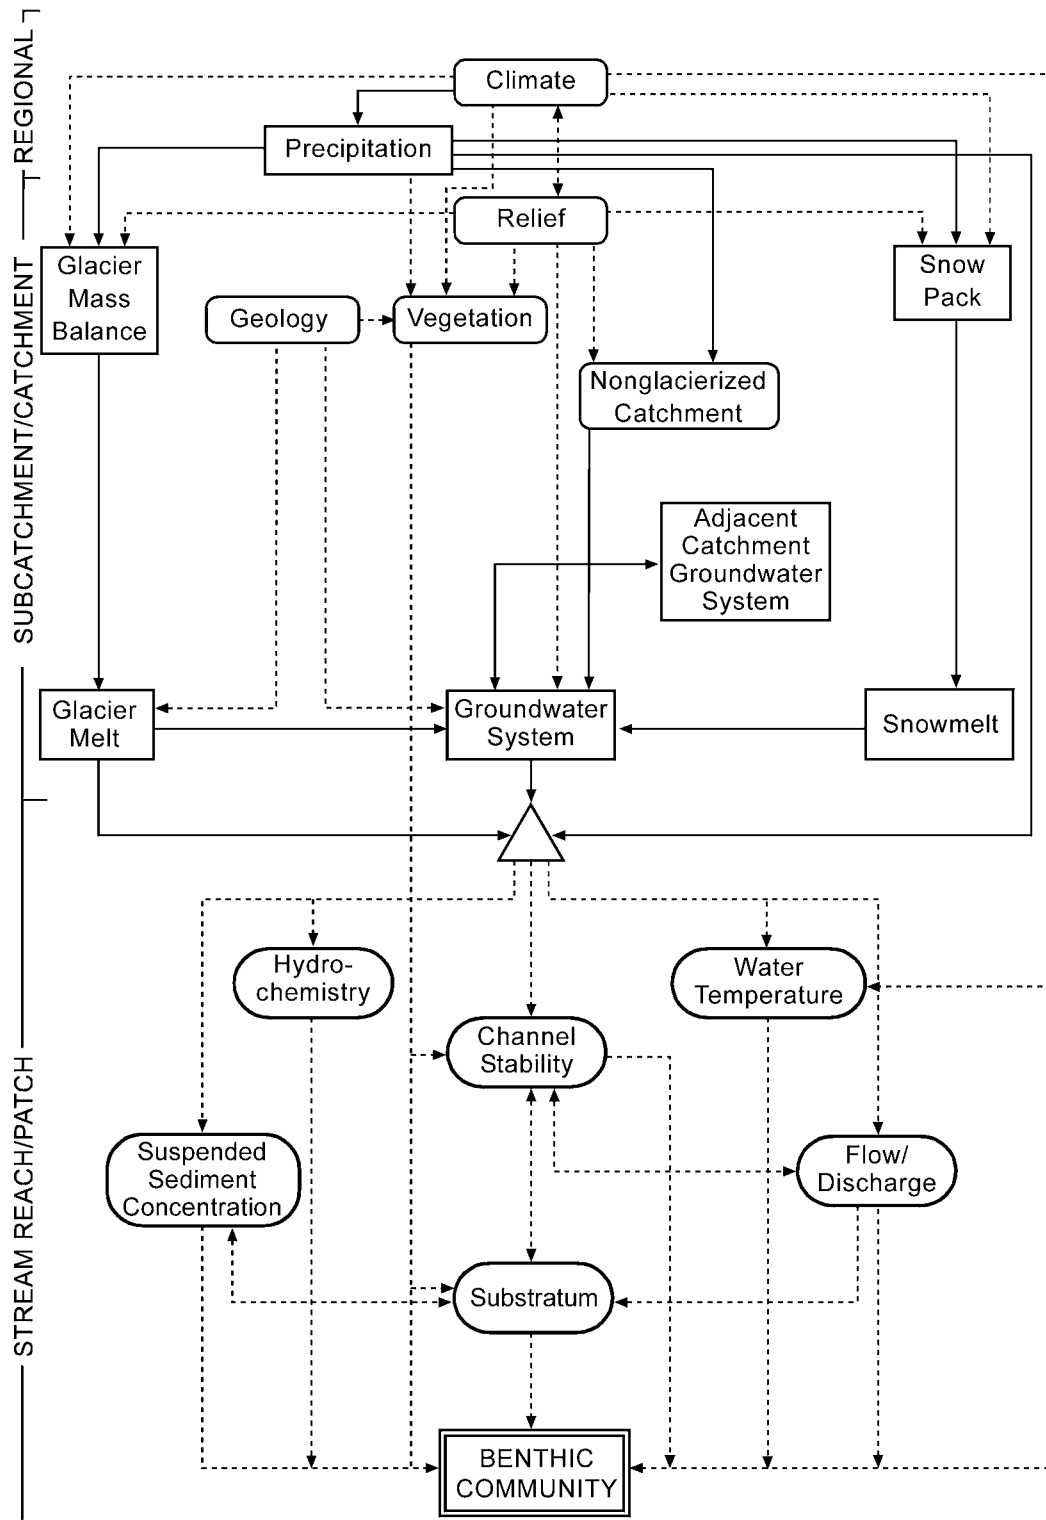 REGIONAL
SUBCATCHMENT/CATCHMENT
STREAM REACH/PATCH
Climate
Precipitation
Relief
Glacier
Mass
Balance
Snow
Pack
Geology
Vegetation
Nonglacierized
Catchment
Adjacent
Catchment
Groundwater
System
Glacier
Melt
Groundwater
System
Snowmelt
Hydro-
chemistry
Water
Temperature
Channel
Stability
Suspended
Sediment
Concentration
Flow/
Discharge
Substratum
BENTHIC
COMMUNITY